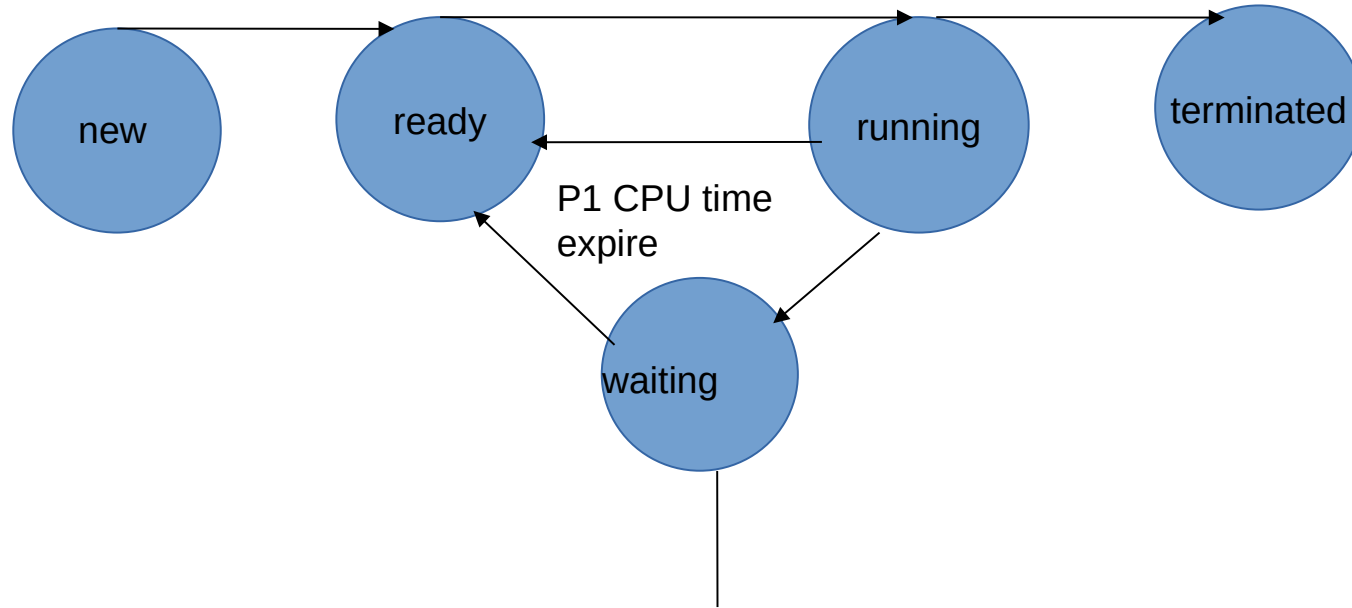 new
ready
running
terminated
P1 CPU time
expire
waiting